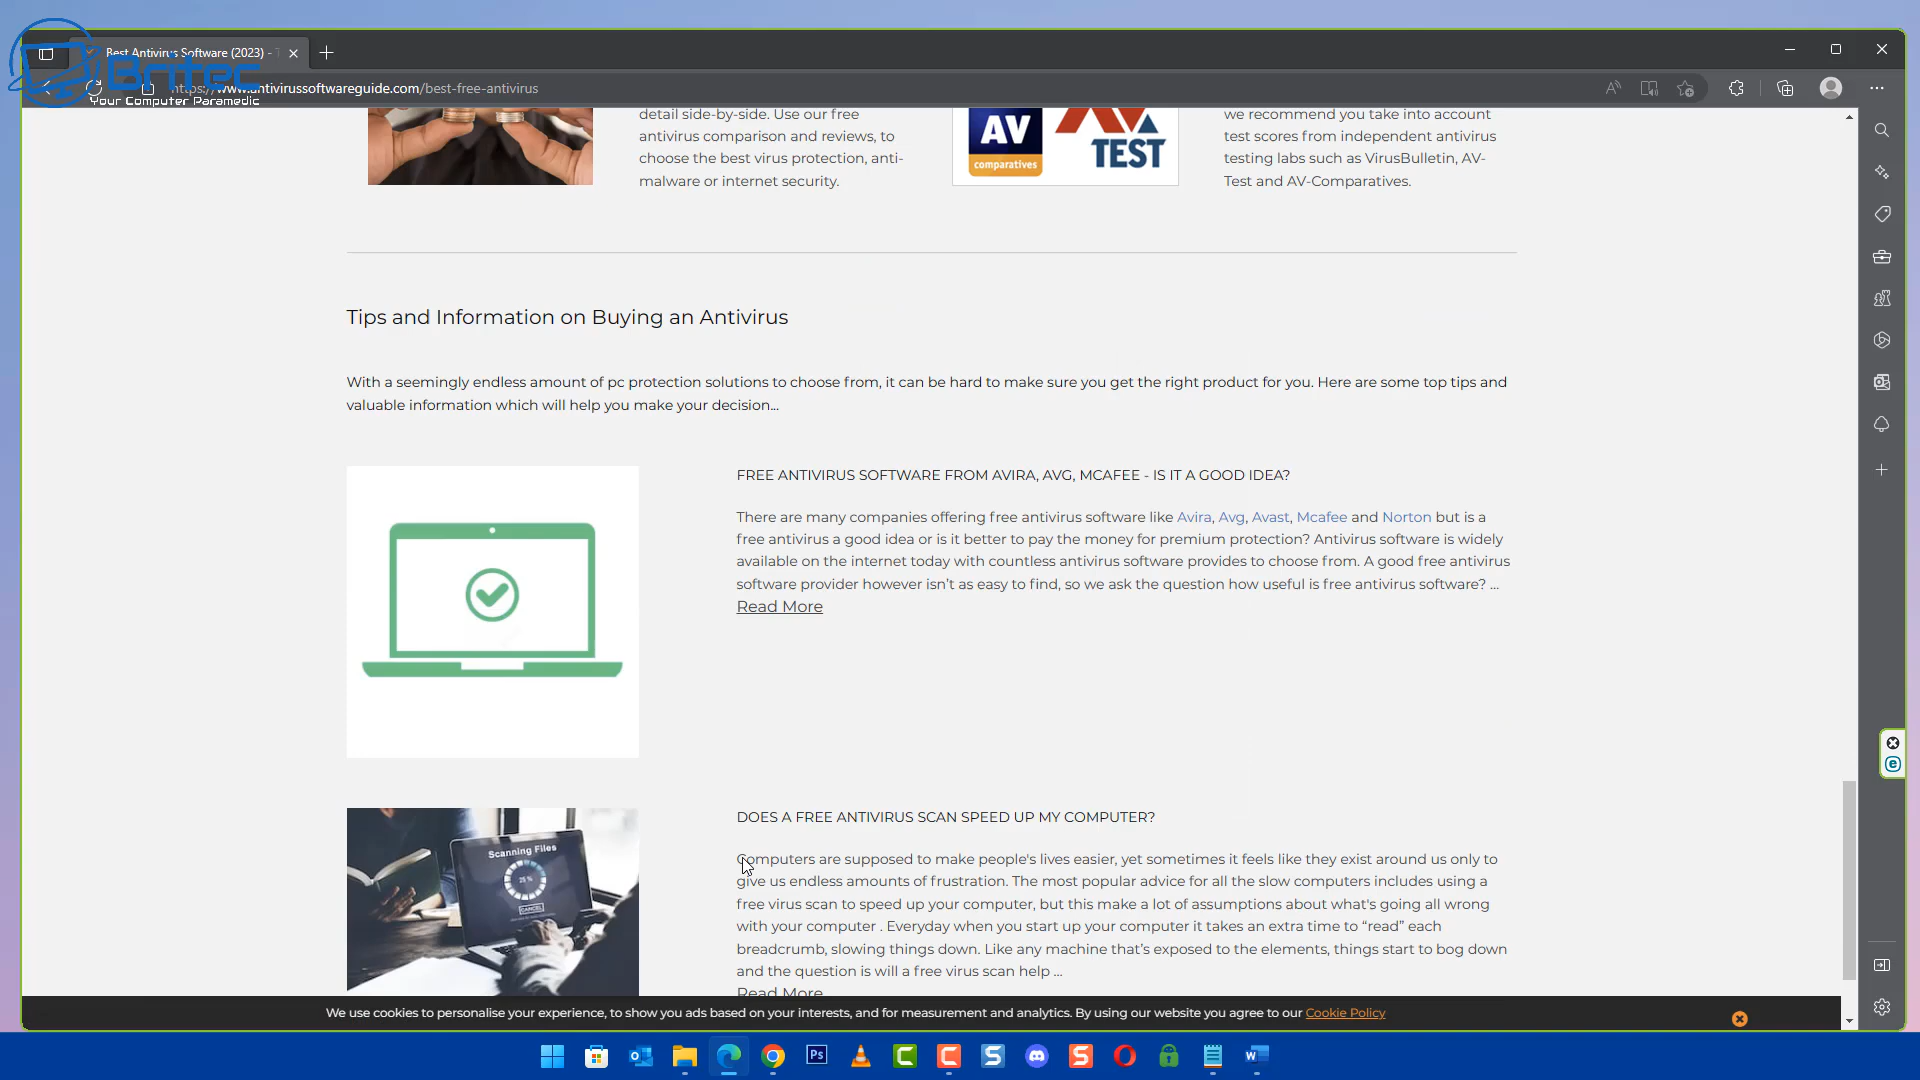 Best Antivirus Software (2023) - T
Britec
Your Computer Paramedic
https://www.antivirussoftwareguide.com/best-free-antivirus
detail side-by-side. Use our free
antivirus comparison and reviews, to
choose the best virus protection, anti-
malware or internet security.
AV
comparatives
AV
TEST
we recommend you take into account
test scores from independent antivirus
testing labs such as VirusBulletin, AV-
Test and AV-Comparatives.
Tips and Information on Buying an Antivirus
With a seemingly endless amount of pc protection solutions to choose from, it can be hard to make sure you get the right product for you. Here are some top tips and
valuable information which will help you make your decision...
FREE ANTIVIRUS SOFTWARE FROM AVIRA, AVG, MCAFEE - IS IT A GOOD IDEA?
There are many companies offering free antivirus software like Avira, Avg, Avast, Mcafee and Norton but is a
free antivirus a good idea or is it better to pay the money for premium protection? Antivirus software is widely
available on the internet today with countless antivirus software provides to choose from. A good free antivirus
software provider however isn't as easy to find, so we ask the question how useful is free antivirus software? ...
Read More
Scanning Files
25 %
CANCEL
DOES A FREE ANTIVIRUS SCAN SPEED UP MY COMPUTER?
Computers are supposed to make people's lives easier, yet sometimes it feels like they exist around us only to
give us endless amounts of frustration. The most popular advice for all the slow computers includes using a
free virus scan to speed up your computer, but this make a lot of assumptions about what's going all wrong
with your computer . Everyday when you start up your computer it takes an extra time to “read” each
breadcrumb, slowing things down. Like any machine that's exposed to the elements, things start to bog down
and the question is will a free virus scan help ...
Read More
We use cookies to personalise your experience, to show you ads based on your interests, and for measurement and analytics. By using our website you agree to our Cookie Policy